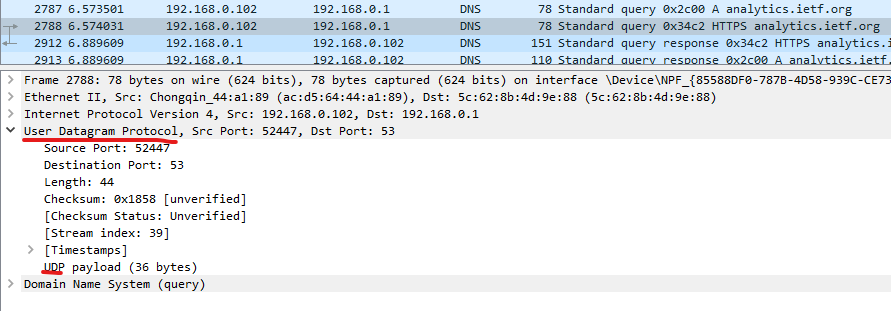 2787 6.573501 192.168.0.102 192.168.0.1 DNS 78 Standard query 0x2c00 A analytics.ietf.org
2788 6.574031 192.168.0.102 192.168.0.1 DNS 78 Standard query 0x34c2 HTTPS analytics.ietf.org
2912 6.889609 192.168.0.1 192.168.0.102 DNS 151 Standard query response 0x34c2 HTTPS analytics.i
2913 6.889609 192.168.0.1 192.168.0.102 DNS 110 Standard query response 0x2c00 A analytics.ietf
Frame 2788: 78 bytes on wire (624 bits), 78 bytes captured (624 bits) on interface \Device\NPF_{85588DF0-787B-4D58-939C-CE73
Ethernet II, Src: Chongqin_44:a1:89 (ac:d5:64:44:a1:89), Dst: 5c:62:8b:4d:9e:88 (5c:62:8b:4d:9e:88)
Internet Protocol Version 4, Src: 192.168.0.102, Dst: 192.168.0.1
User Datagram Protocol, Src Port: 52447, Dst Port: 53
Source Port: 52447
Destination Port: 53
Length: 44
Checksum: 0x1858 [unverified]
[Checksum Status: Unverified]
[Stream index: 39]
[Timestamps]
UDP payload (36 bytes)
Domain Name System (query)